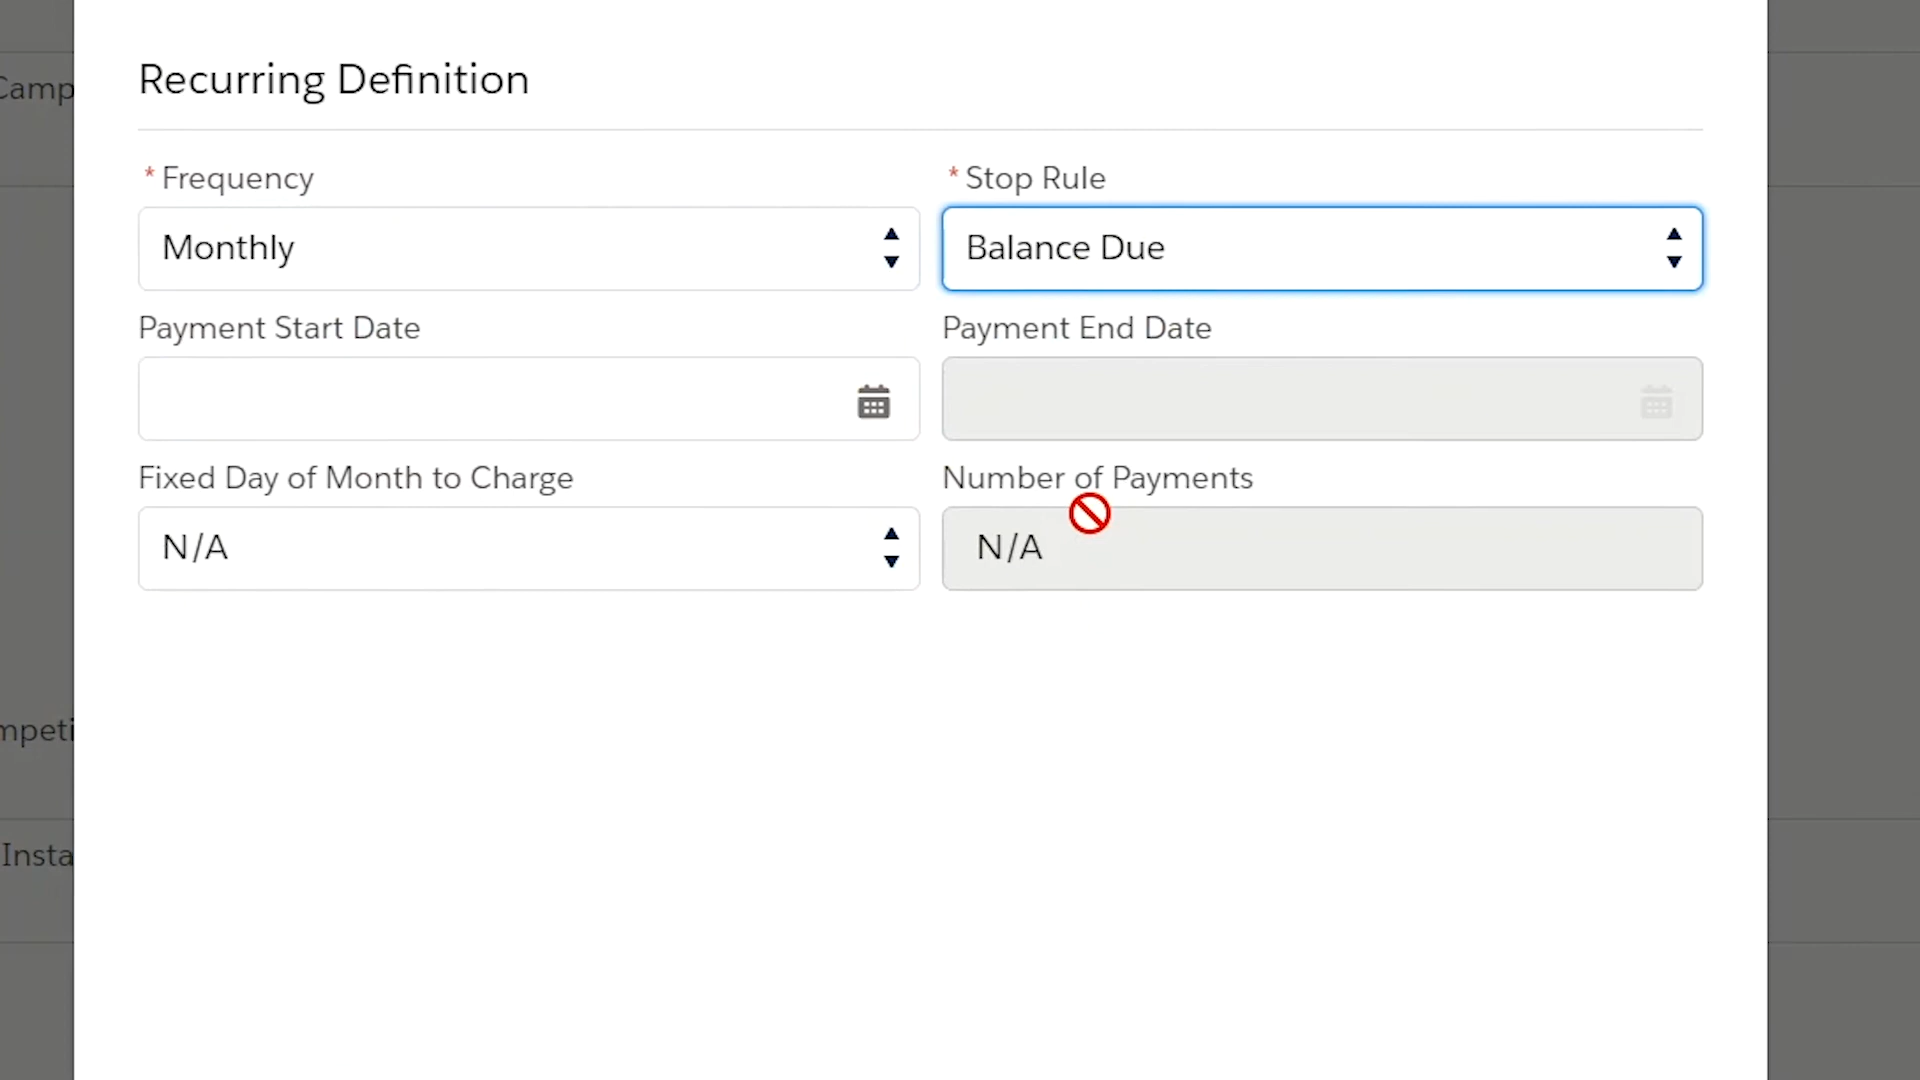 Recurring Definition
Camp
* Frequency
* Stop Rule
Monthly
Balance Due
Payment Start Date
Payment End Date
Fixed Day of Month to Charge
Number of Payments
N/A
N/A
mpeti
Insta